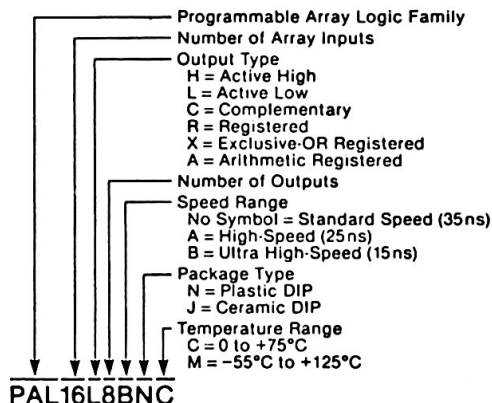 Programmable Array Logic Family
Number of Array Inputs
Output Type
H = Active High
L = Active Low
C = Complementary
R = Registered
X = Exclusive-OR Registered
A = Arithmetic Registered
Number of Outputs
Speed Range
No Symbol = Standard Speed (35ns)
A = High-Speed (25ns)
B = Ultra High-Speed (15ns)
Package Type
N = Plastic DIP
J = Ceramic DIP
Temperature Range
C = 0 to +75°C
M = −55°C to +125°C
PAL16L8BNC